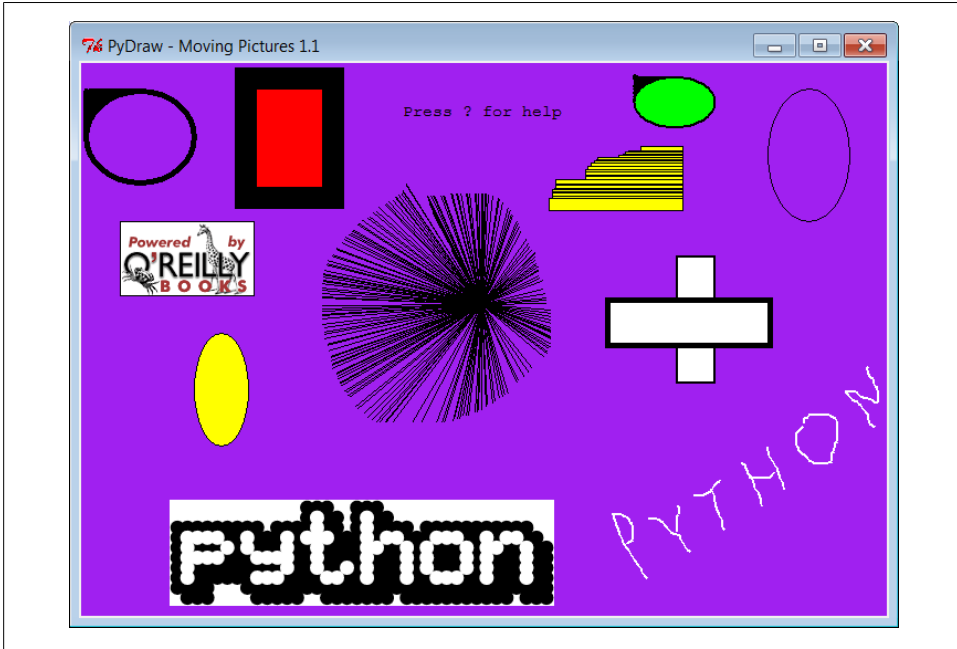 PyDraw - Moving Pictures 1.1
Press ? for help
Powered by
O'REILLY
BOOKS
PYTHON
python